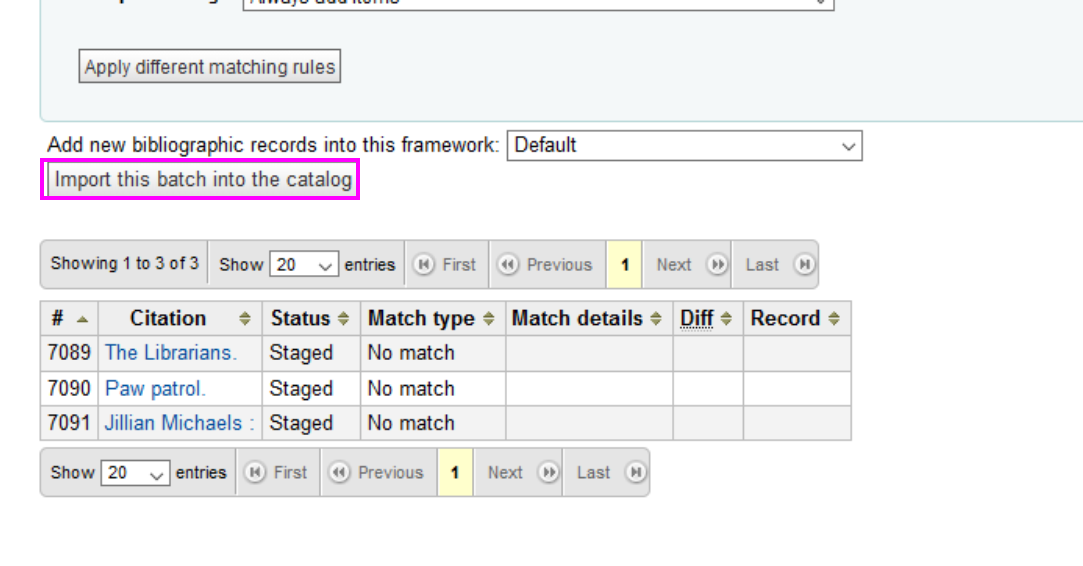 Always add items
Apply different matching rules
Add new bibliographic records into this framework: Default
Import this batch into the catalog
Showing 1 to 3 of 3 Show 20 entries First Previous 1 Next Last
# Citation Status Match type Match details Diff Record
7089 The Librarians. Staged No match
7090 Paw patrol. Staged No match
7091 Jillian Michaels : Staged No match
Show 20 entries First Previous 1 Next Last